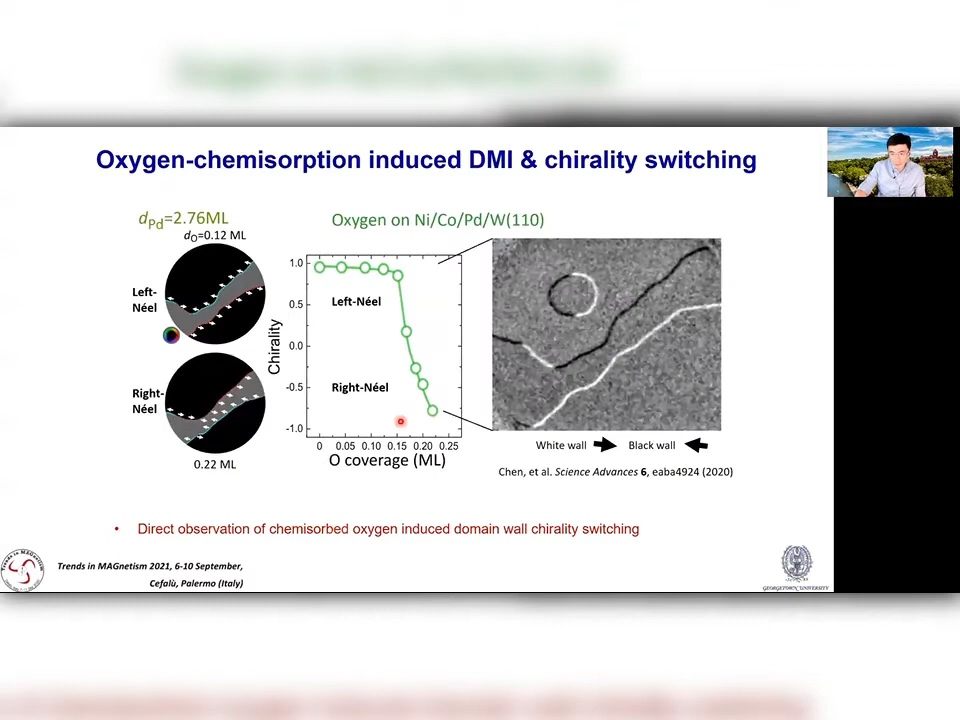 Oxygen-chemisorption induced DMI & chirality switching
dPd=2.76ML
dO=0.12 ML
Left-
Néel
Right-
Néel
0.22 ML
Oxygen on Ni/Co/Pd/W(110)
Chirality
1.0
0.5
0.0
-0.5
-1.0
Left-Néel
Right-Néel
0 0.05 0.10 0.15 0.20 0.25
O coverage (ML)
White wall Black wall
Chen, et al. Science Advances 6, eaba4924 (2020)
• Direct observation of chemisorbed oxygen induced domain wall chirality switching
Trends in MAGnetism 2021, 6-10 September,
Cefalù, Palermo (Italy)
GEORGETOWN UNIVERSITY